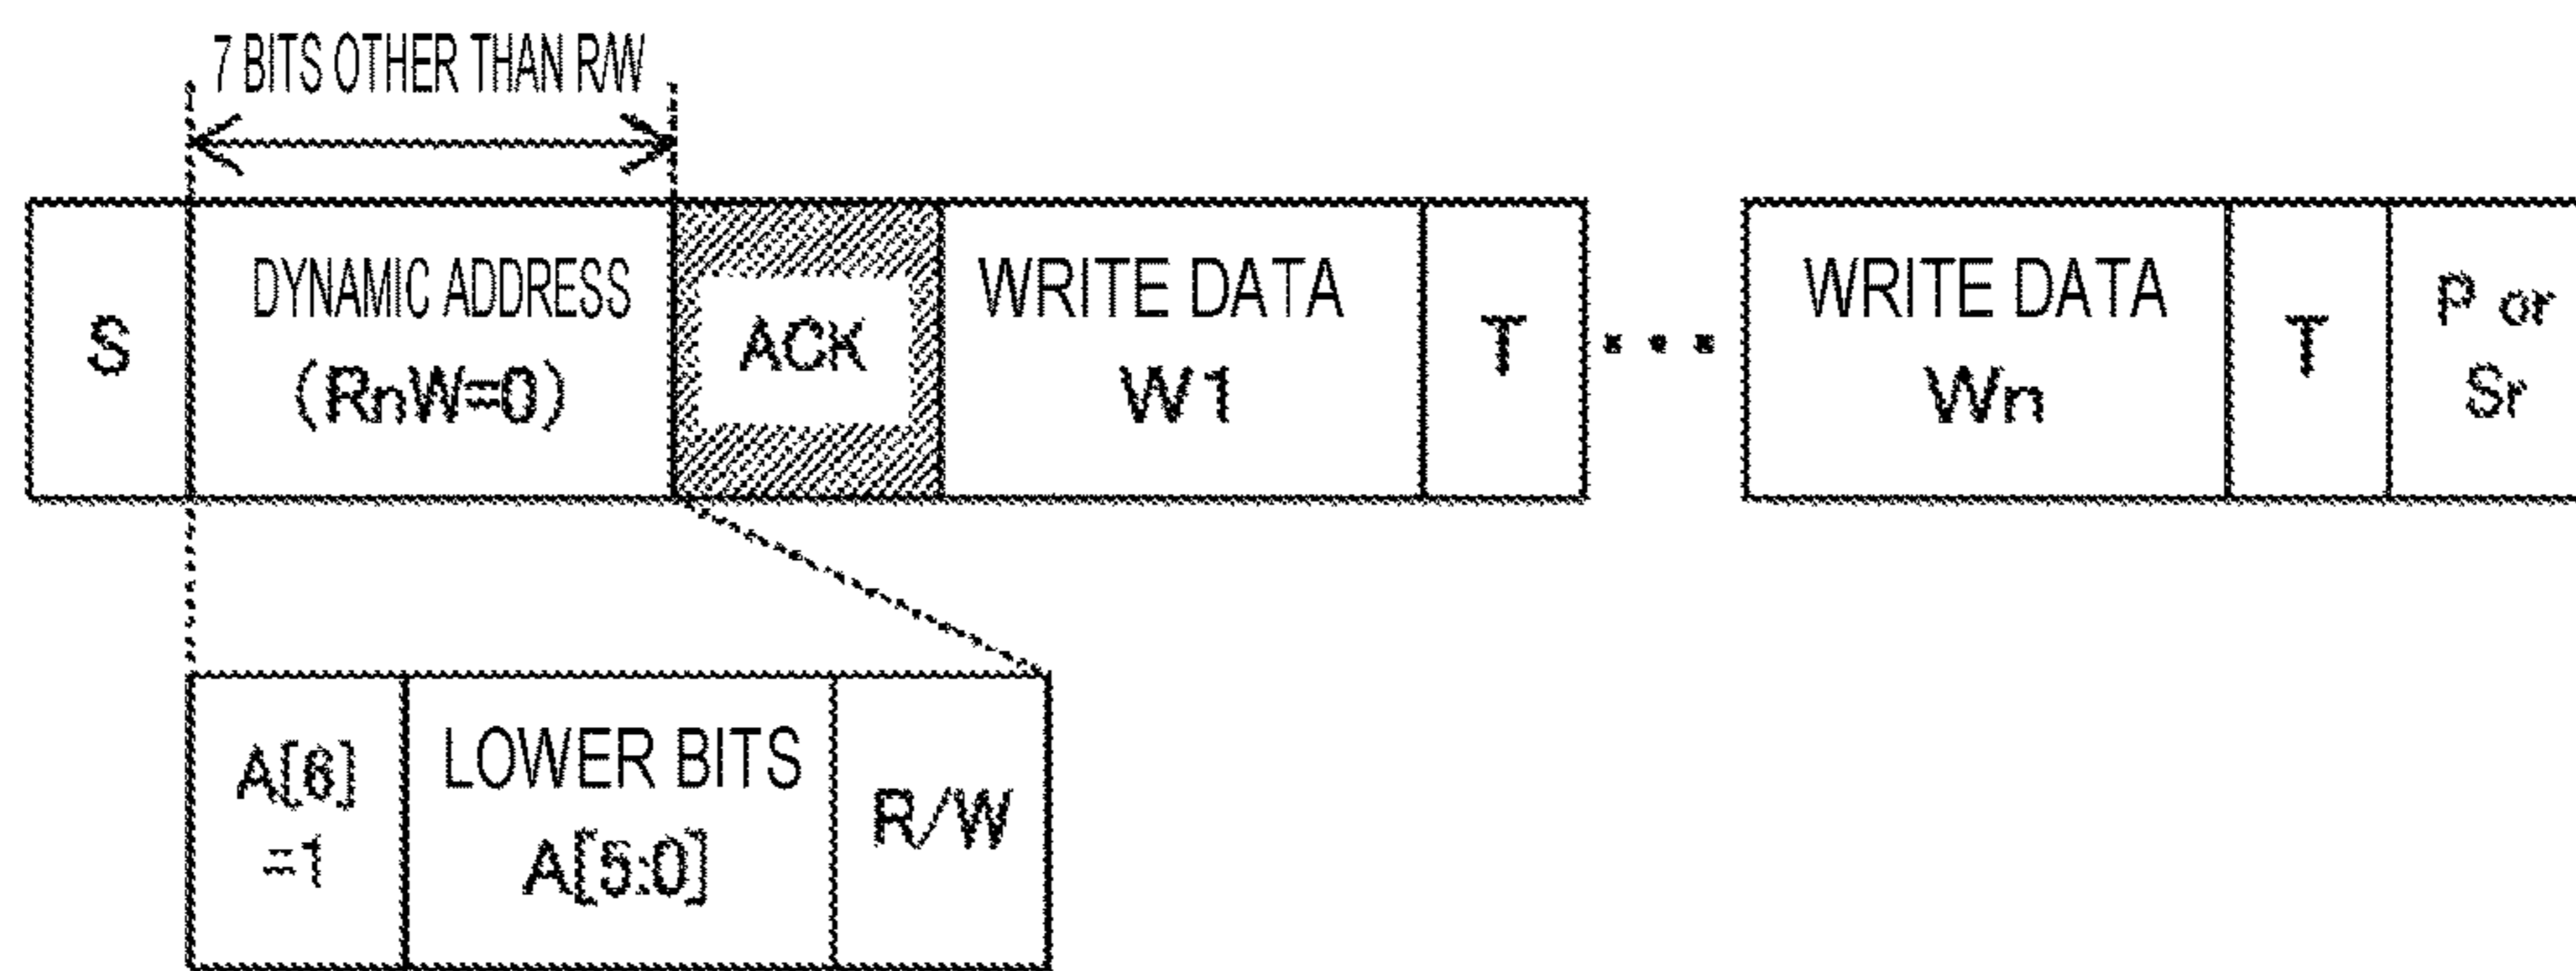 7 BITS OTHER THAN R/W
S
DYNAMIC ADDRESS
(RnW=0)
ACK
WRITE DATA
W1
T
...
WRITE DATA
Wn
T
P or
Sr
A[6]
=1
LOWER BITS
A[5:0]
R/W